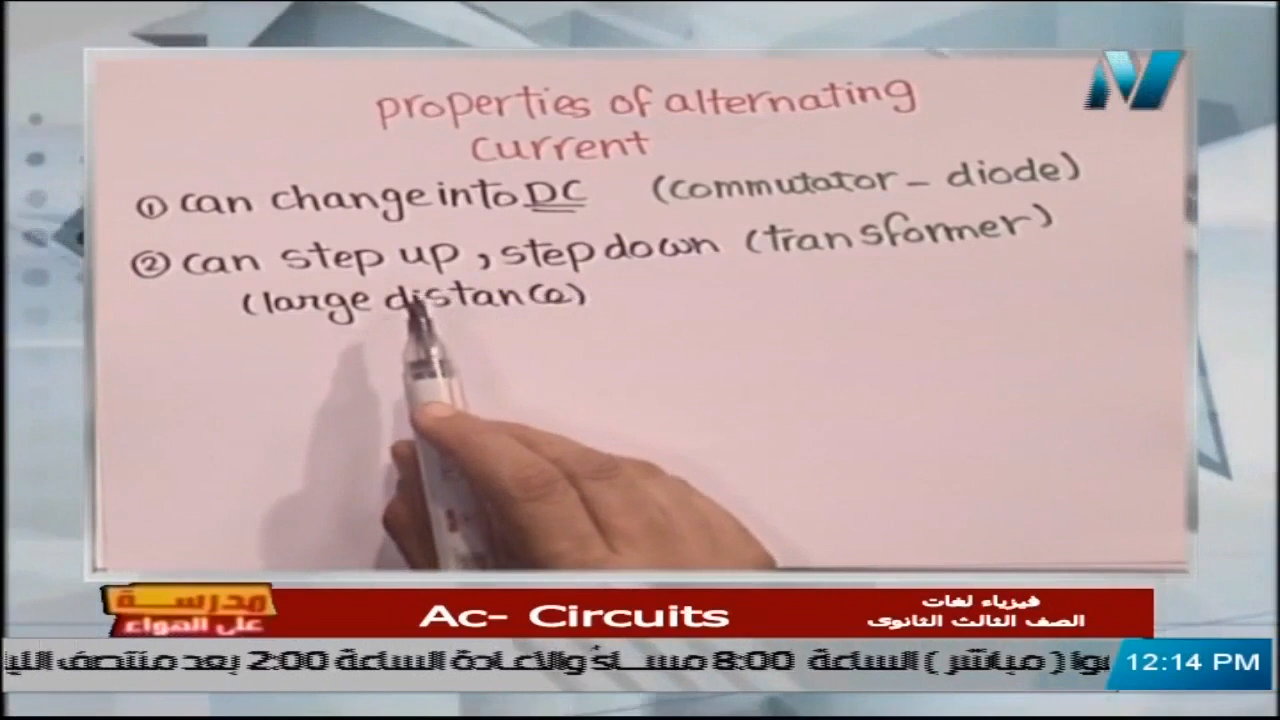 properties of alternating
current
① can change into DC (commutator - diode)
② can step up, step down (transformer)
(large distance)
مدرسة
على الهواء
Ac- Circuits
فيزياء لغات
الصف الثالث الثانوى
( مباشر ) الساعة 8:00 مساءً والاعادة الساعة 2:00 بعد منتصف
12:14 PM